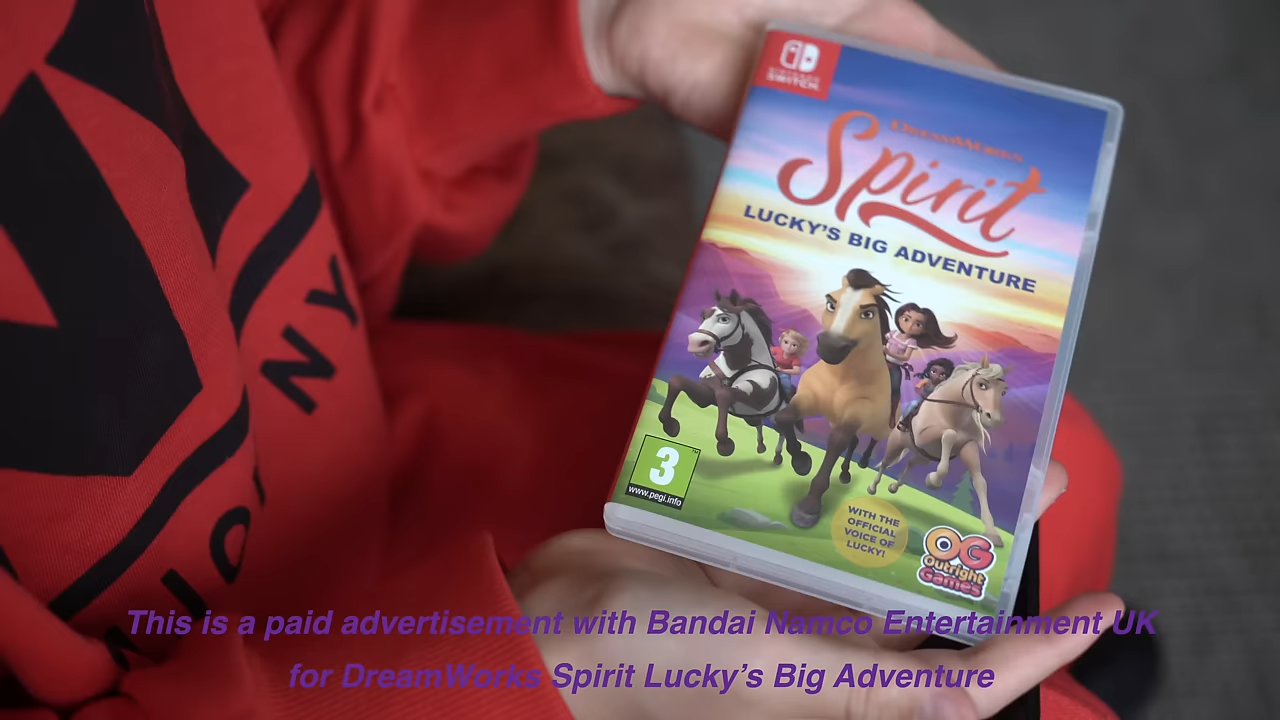 NINTENDO
SWITCH
DREAMWORKS
Spirit
LUCKY'S BIG ADVENTURE
3
www.pegi.info
WITH THE
OFFICIAL
VOICE OF
LUCKY!
OG
Outright
Games
NY
This is a paid advertisement with Bandai Namco Entertainment UK
for DreamWorks Spirit Lucky's Big Adventure